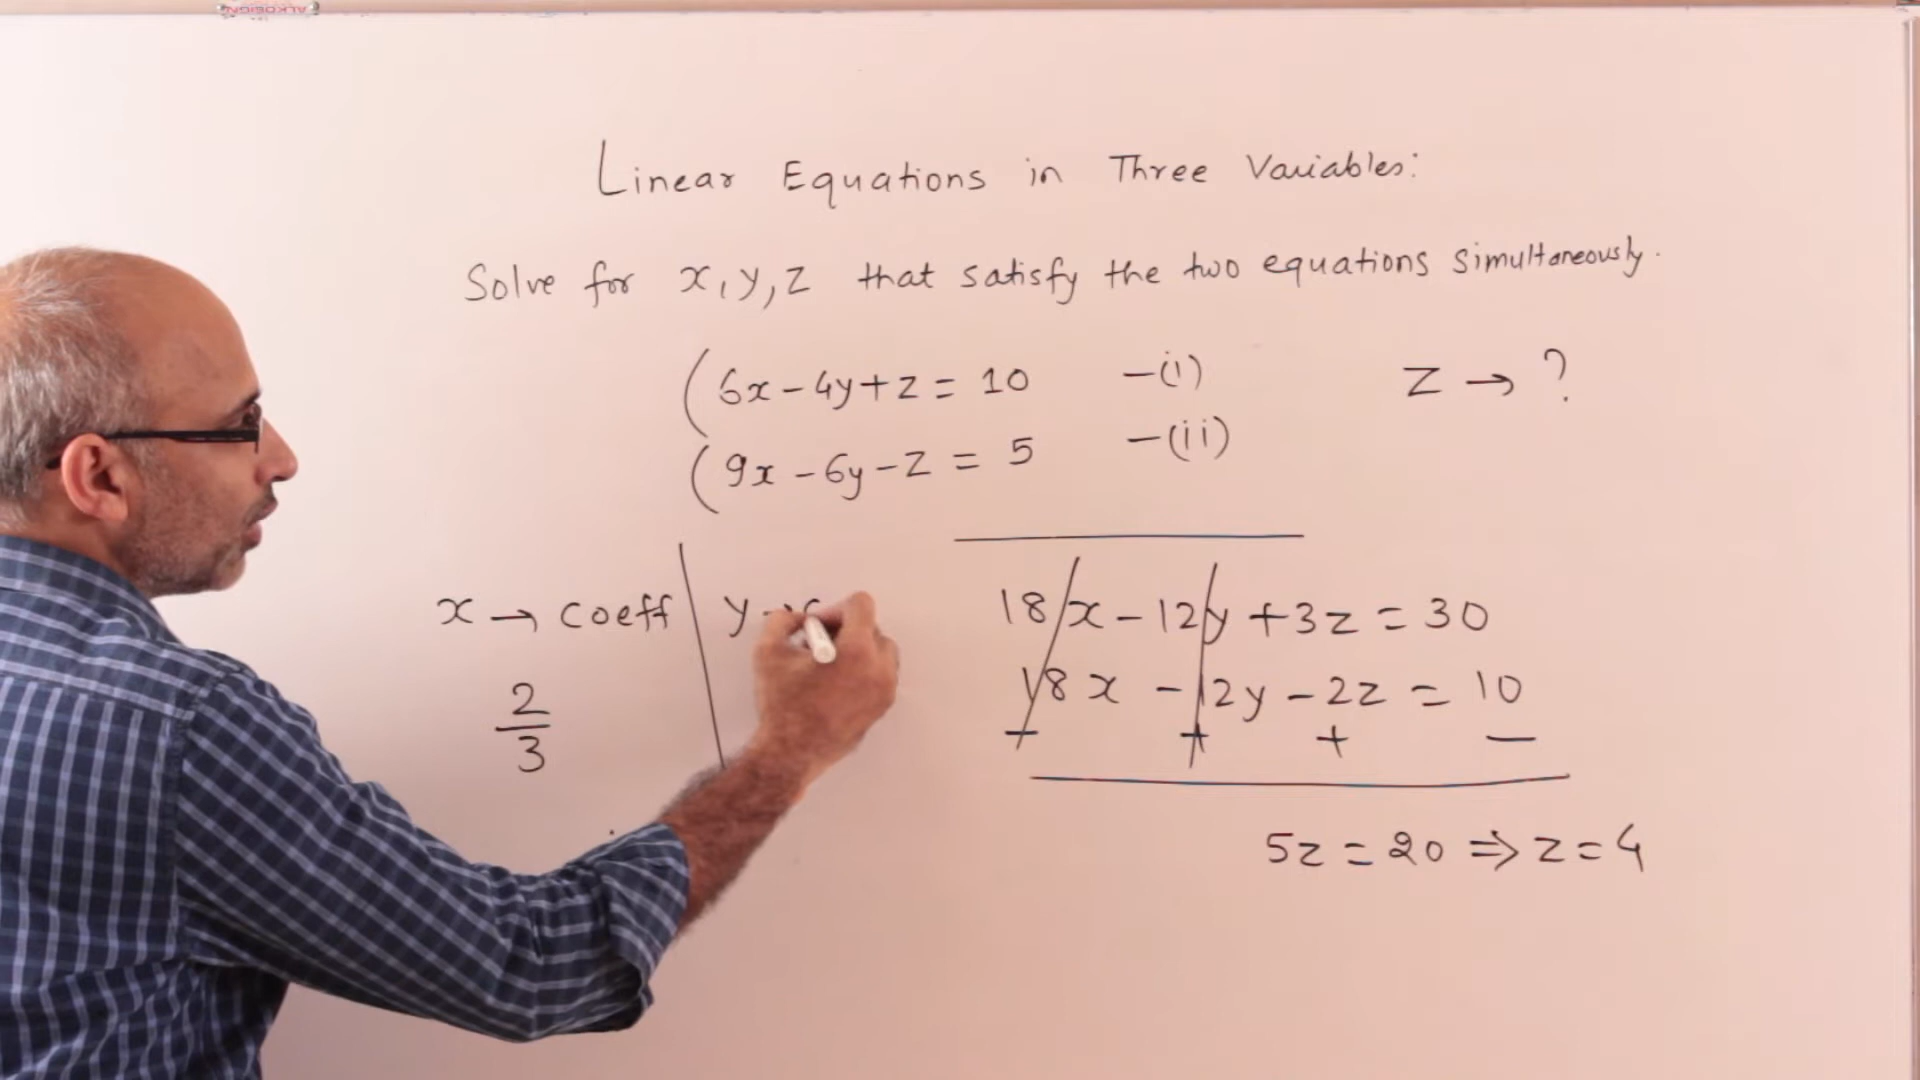 Linear Equations in Three Variables:
Solve for x, y, z that satisfy the two equations simultaneously.
(6x - 4y + z = 10 -(i)
(9x - 6y - z = 5 -(ii)
z → ?
x → coeff
2/3
y →
18x - 12y + 3z = 30
18x - 12y - 2z = 10
- + + -
5z = 20 ⇒ z = 4